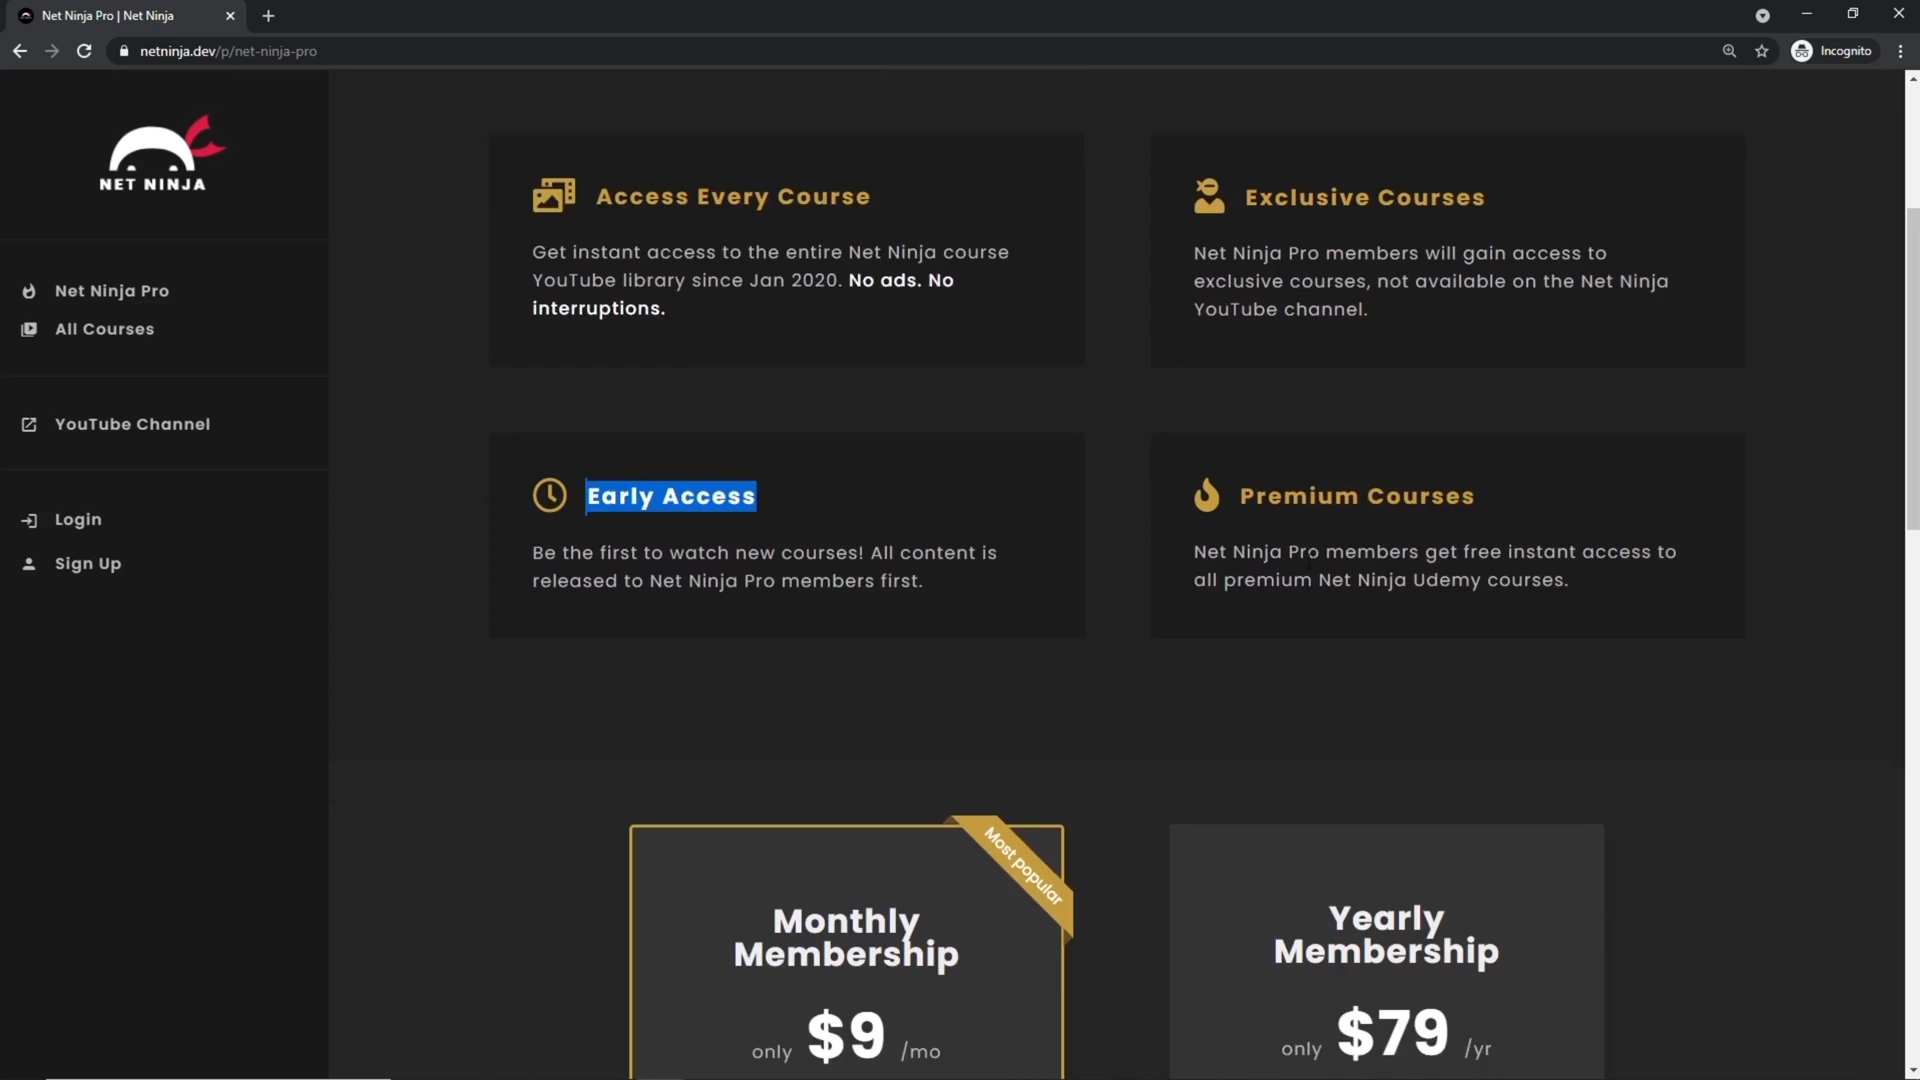 Net Ninja Pro | Net Ninja
netninja.dev/p/net-ninja-pro
Incognito
NET NINJA
Net Ninja Pro
All Courses
YouTube Channel
Login
Sign Up
Access Every Course
Get instant access to the entire Net Ninja course
YouTube library since Jan 2020. No ads. No
interruptions.
Exclusive Courses
Net Ninja Pro members will gain access to
exclusive courses, not available on the Net Ninja
YouTube channel.
Early Access
Be the first to watch new courses! All content is
released to Net Ninja Pro members first.
Premium Courses
Net Ninja Pro members get free instant access to
all premium Net Ninja Udemy courses.
Most popular
Monthly
Membership
only $9 /mo
Yearly
Membership
only $79 /yr